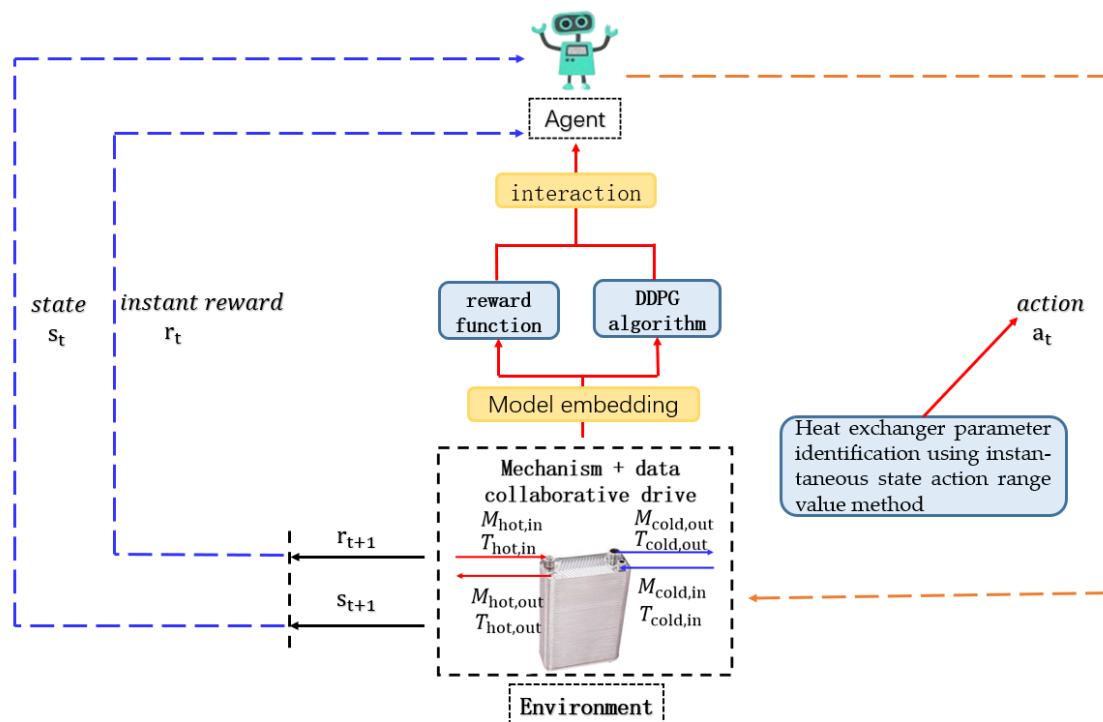 Agent
interaction
reward
function
DDPG
algorithm
state
s_t
instant reward
r_t
action
a_t
Model embedding
Heat exchanger parameter
identification using instan-
taneous state action range
value method
Mechanism + data
collaborative drive
M_hot,in
T_hot,in
M_cold,out
T_cold,out
r_t+1
M_hot,out
T_hot,out
M_cold,in
T_cold,in
s_t+1
Environment